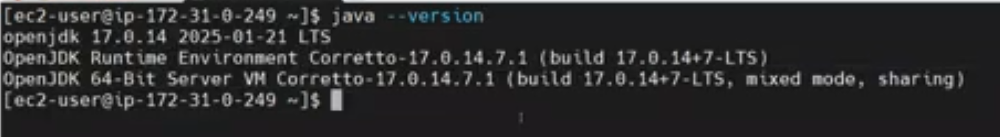 [ec2-user@ip-172-31-0-249 ~]$ java --version
openjdk 17.0.14 2025-01-21 LTS
OpenJDK Runtime Environment Corretto-17.0.14.7.1 (build 17.0.14+7-LTS)
OpenJDK 64-Bit Server VM Corretto-17.0.14.7.1 (build 17.0.14+7-LTS, mixed mode, sharing)
[ec2-user@ip-172-31-0-249 ~]$